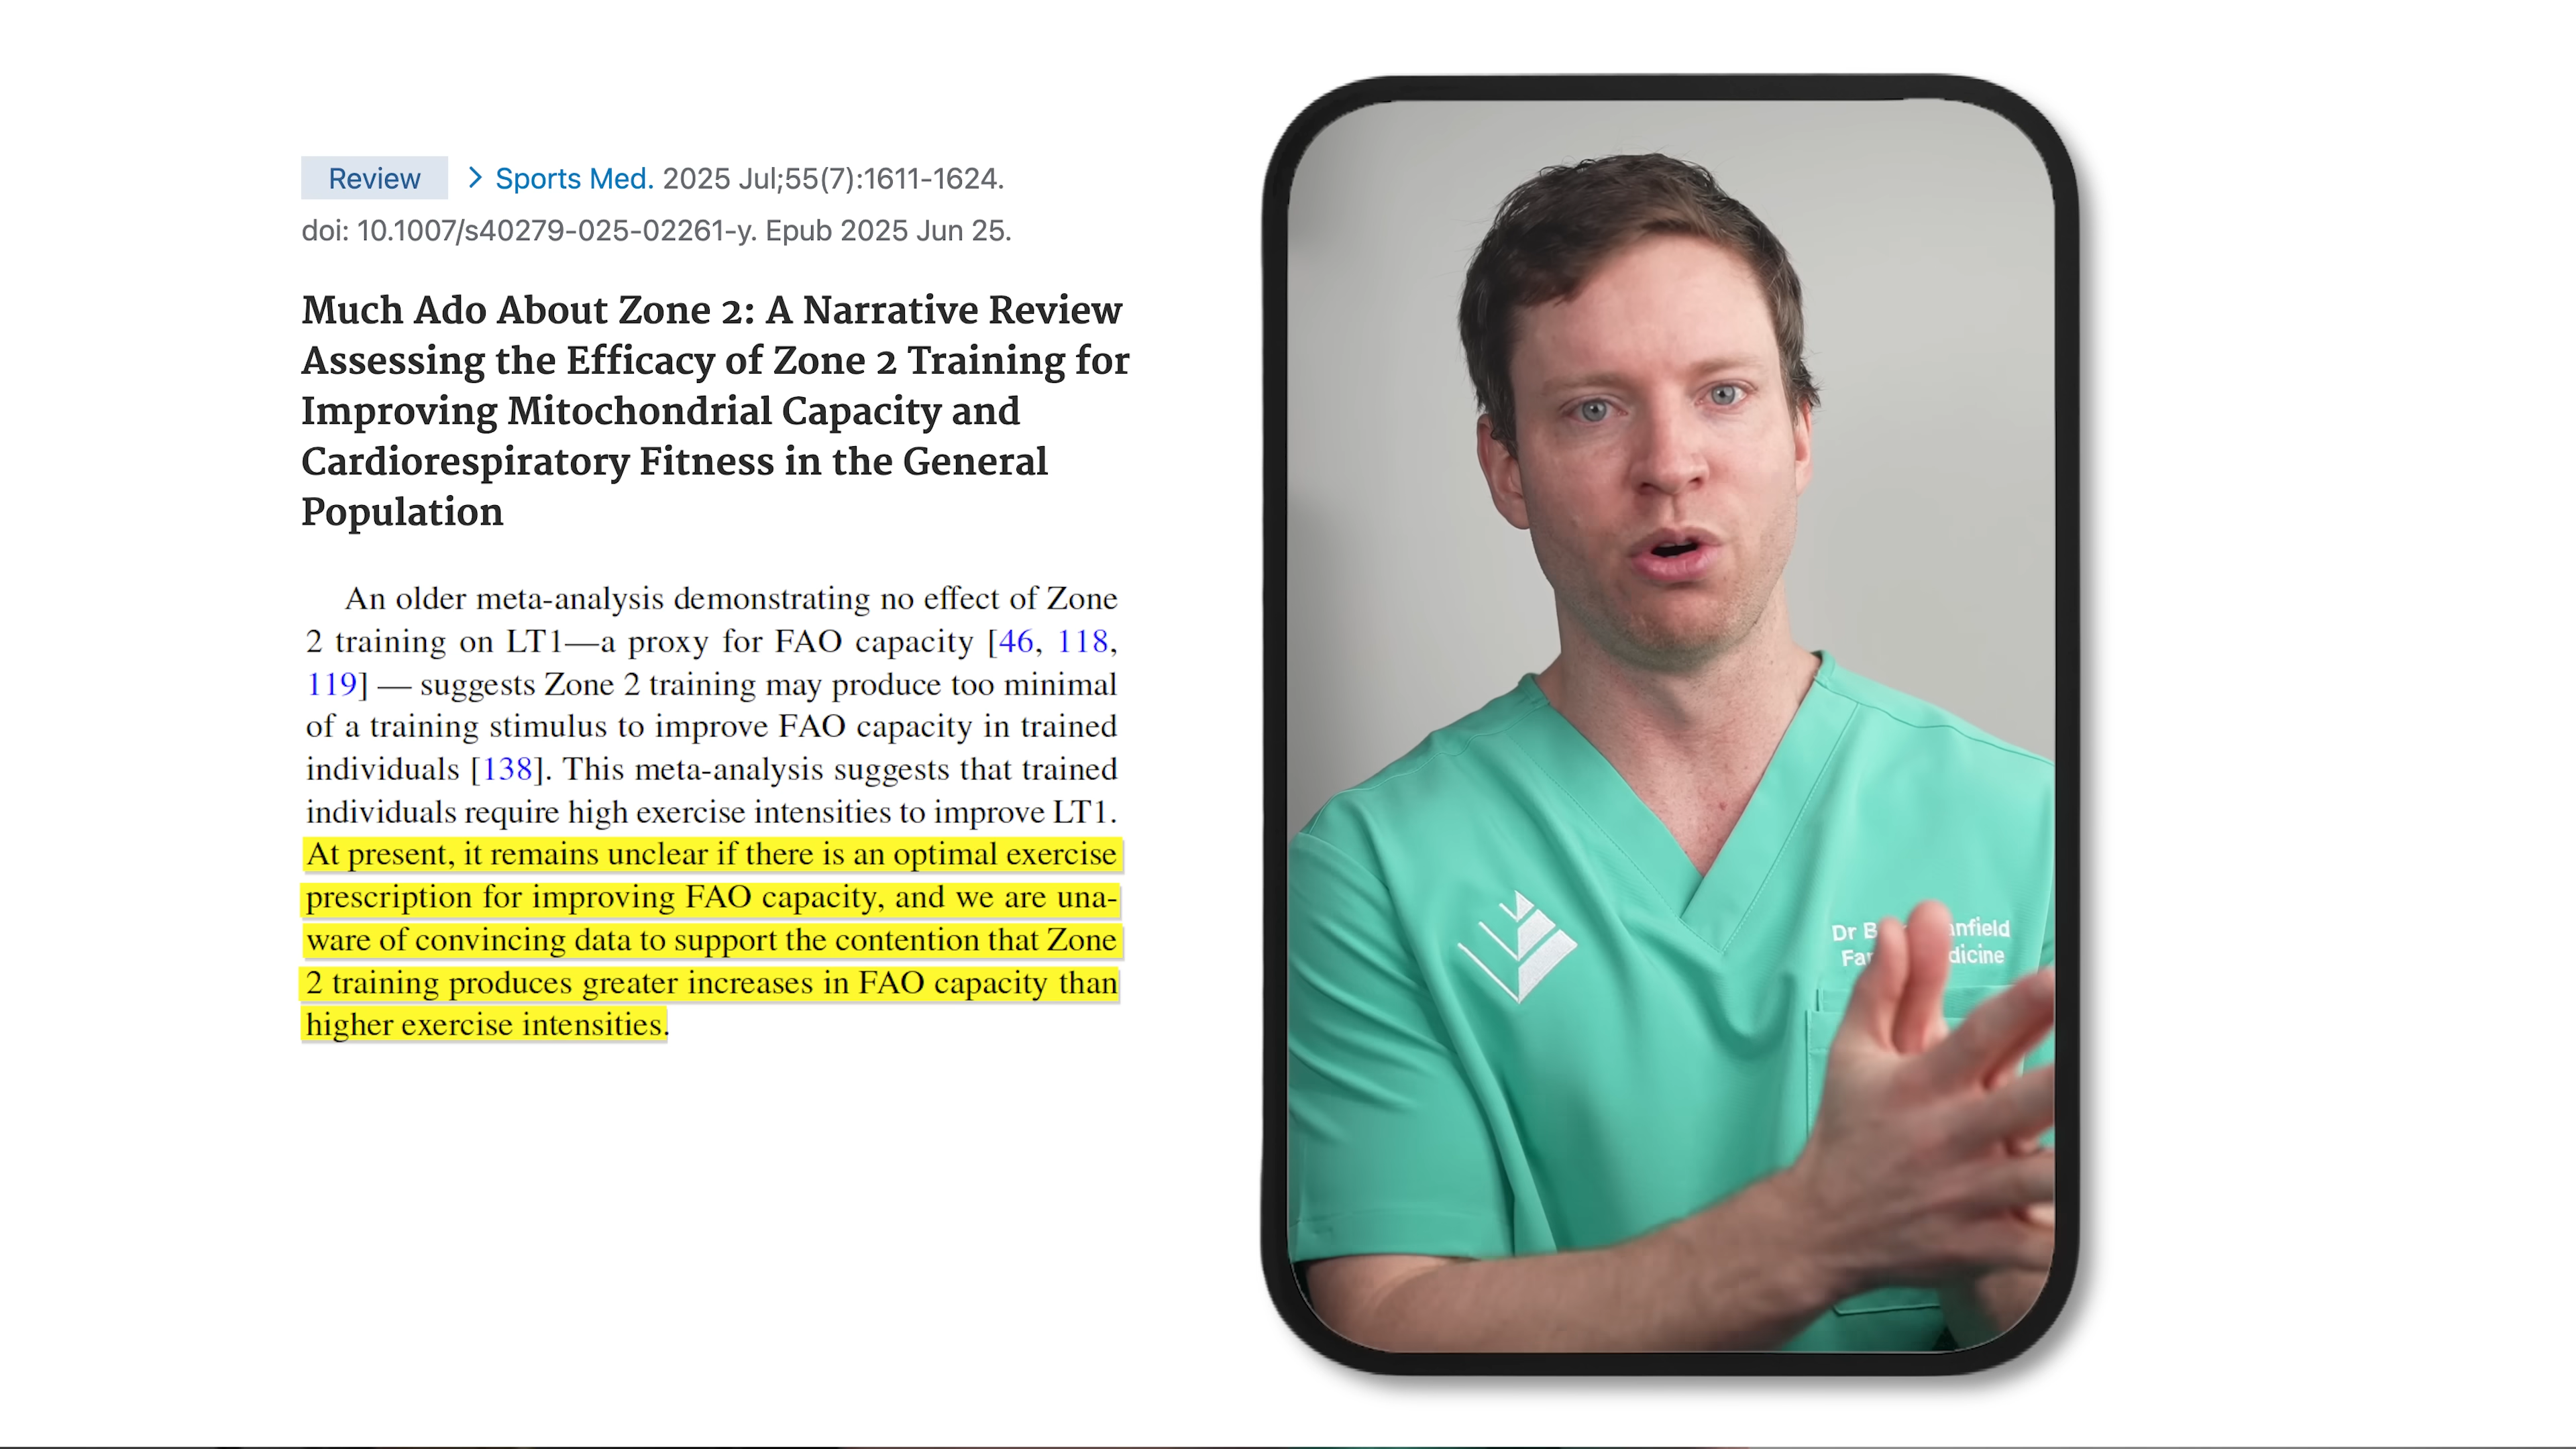 Review > Sports Med. 2025 Jul;55(7):1611-1624.
doi: 10.1007/s40279-025-02261-y. Epub 2025 Jun 25.
Much Ado About Zone 2: A Narrative Review
Assessing the Efficacy of Zone 2 Training for
Improving Mitochondrial Capacity and
Cardiorespiratory Fitness in the General
Population
An older meta-analysis demonstrating no effect of Zone
2 training on LT1—a proxy for FAO capacity [46, 118,
119] — suggests Zone 2 training may produce too minimal
of a training stimulus to improve FAO capacity in trained
individuals [138]. This meta-analysis suggests that trained
individuals require high exercise intensities to improve LT1.
At present, it remains unclear if there is an optimal exercise
prescription for improving FAO capacity, and we are una-
ware of convincing data to support the contention that Zone
2 training produces greater increases in FAO capacity than
higher exercise intensities.
Dr